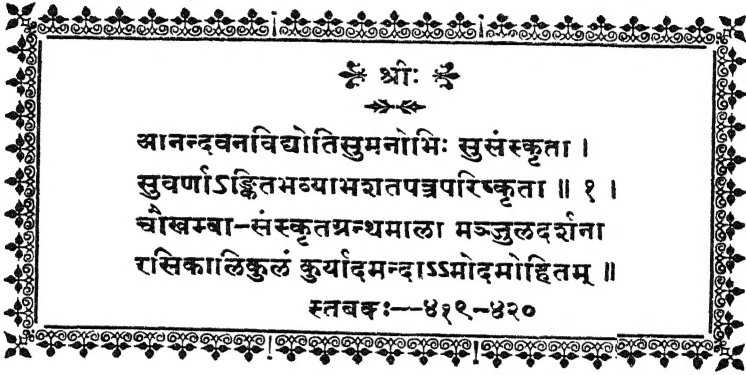 श्रीः
आनन्दवनविद्योतिसुमनोभिः सुसंस्कृता ।
सुवर्णाऽङ्कितभव्याभशतपत्रपरिष्कृता ॥ १ ।
चौखम्बा-संस्कृतग्रन्थमाला मञ्जुलदर्शना
रसिकालिकुलं कुर्यादमन्दाऽऽमोदमोहितम् ॥
स्तबकः—४१९-४२०